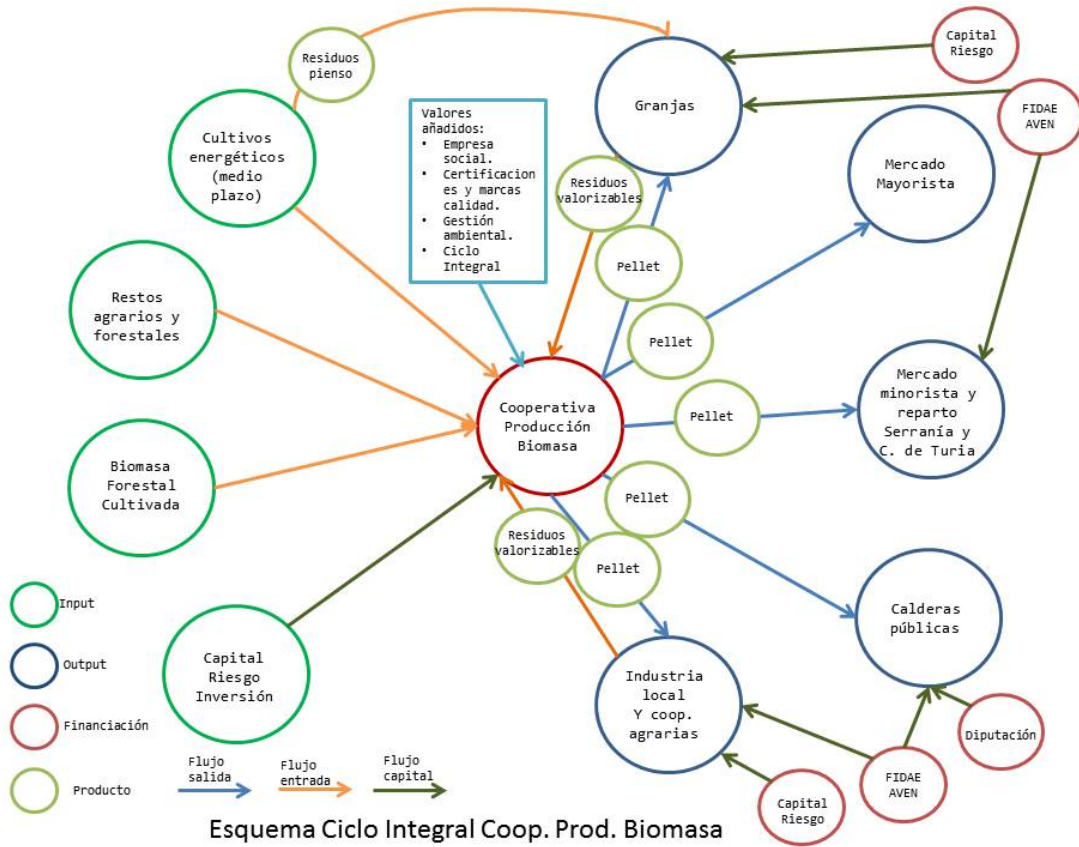 Residuos
pienso
Capital
Riesgo
Granjas
FIDAE
AVEN
Valores
añadidos:
• Empresa
social.
• Certificacion
es y marcas
calidad.
• Gestión
ambiental.
• Ciclo
Integral
Cultivos
energéticos
(medio
plazo)
Mercado
Mayorista
Residuos
valorizables
Pellet
Restos
agrarios y
forestales
Pellet
Mercado
minorista y
reparto
Serranía y
C. de Turia
Cooperativa
Producción
Biomasa
Pellet
Biomasa
Forestal
Cultivada
Pellet
Residuos
valorizables
Pellet
Calderas
públicas
Capital
Riesgo
Inversión
Industria
local
Y coop.
agrarias
Diputación
FIDAE
AVEN
Capital
Riesgo
Input
Output
Financiación
Producto
Flujo
salida
Flujo
entrada
Flujo
capital
Esquema Ciclo Integral Coop. Prod. Biomasa